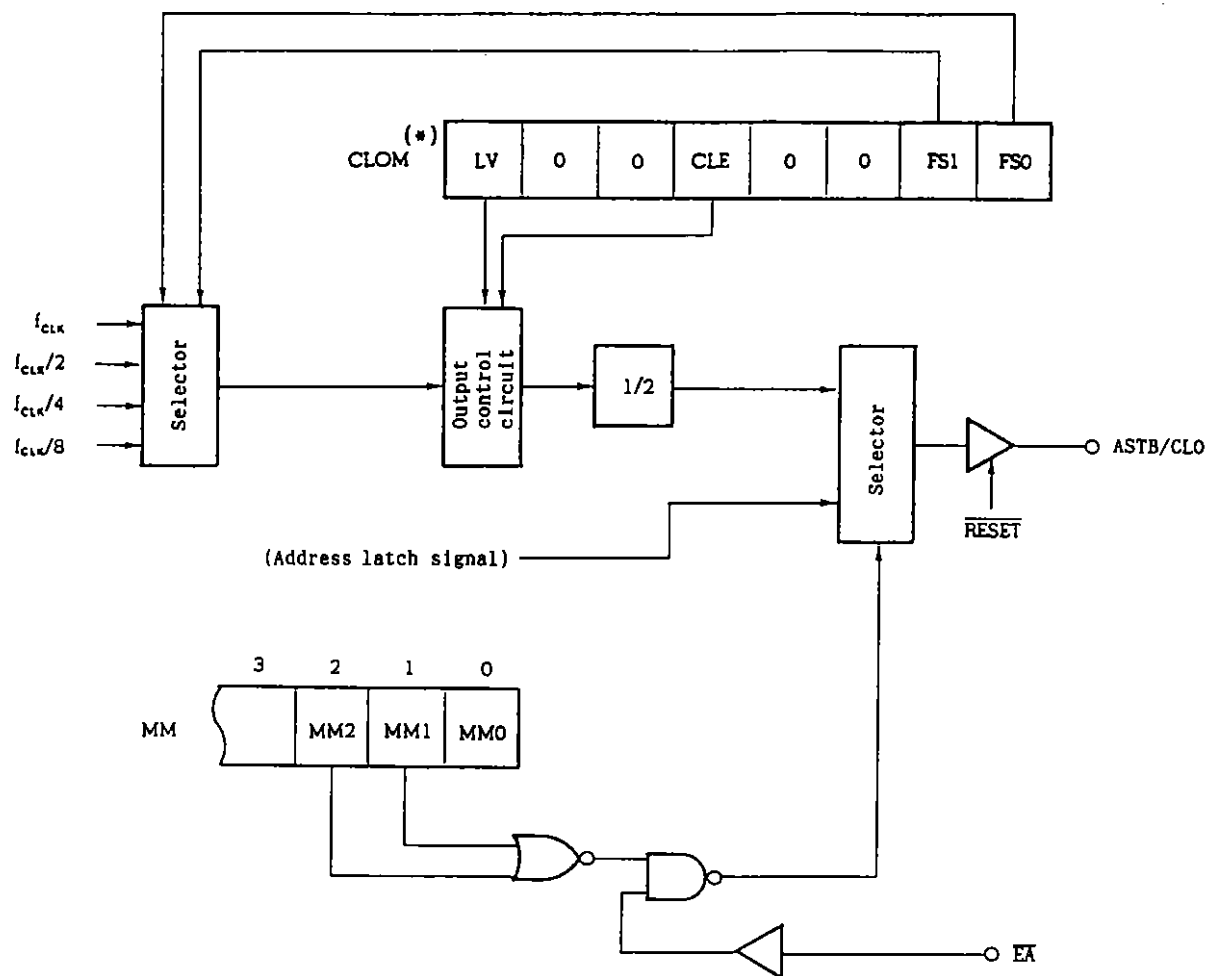 CLOM (*) LV 0 0 CLE 0 0 FS1 FS0
fCLK
fCLK/2
fCLK/4
fCLK/8
Selector
Output control circuit
1/2
Selector
ASTB/CLO
RESET
(Address latch signal)
3 2 1 0
MM MM2 MM1 MM0
EA